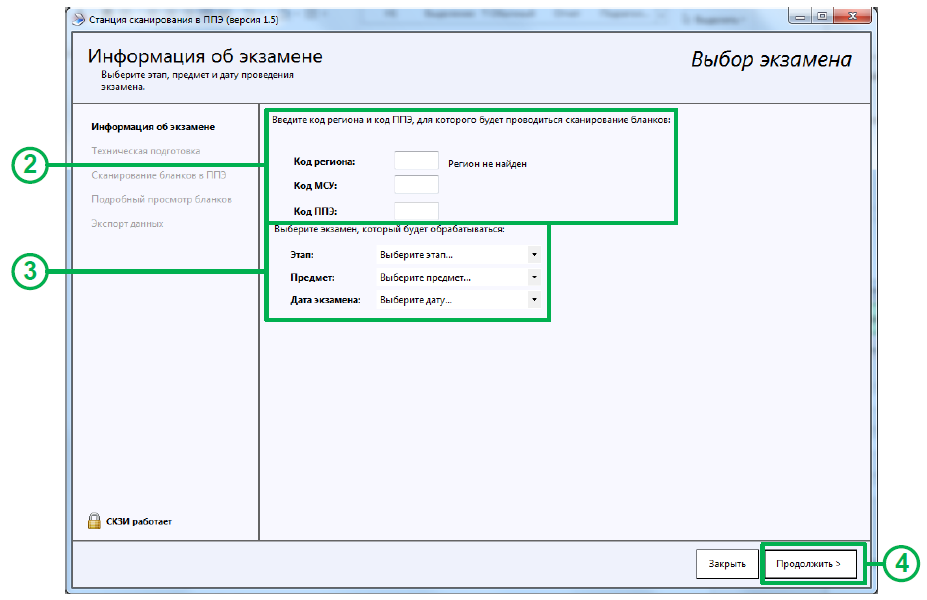 Станция сканирования в ППЭ (версия 1.5)
Информация об экзамене
Выберите этап, предмет и дату проведения
экзамена.
Выбор экзамена
Информация об экзамене
Техническая подготовка
Сканирование бланков в ППЭ
Подробный просмотр бланков
Экспорт данных
СКЗИ работает
2
Введите код региона и код ППЭ, для которого будет проводиться сканирование бланков:
Код региона: Регион не найден
Код МСУ:
Код ППЭ:
3
Выберите экзамен, который будет обрабатываться:
Этап: Выберите этап...
Предмет: Выберите предмет...
Дата экзамена: Выберите дату...
Закрыть Продолжить >
4